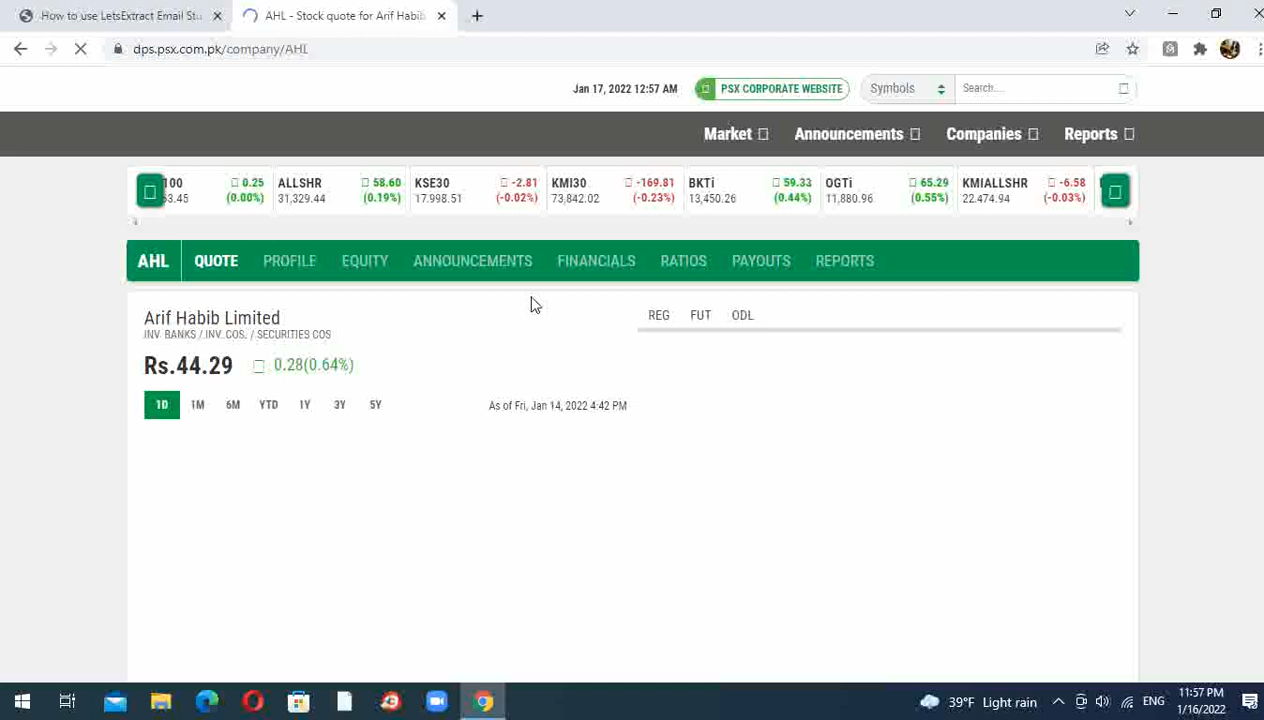 How to use LetsExtract Email Stu
AHL - Stock quote for Arif Habib
dps.psx.com.pk/company/AHL
Jan 17, 2022 12:57 AM
PSX CORPORATE WEBSITE
Symbols
Search....
Market
Announcements
Companies
Reports
100 0.25
53.45 (0.00%)
ALLSHR 58.60
31,329.44 (0.19%)
KSE30 -2.81
17,998.51 (-0.02%)
KMI30 -169.81
73,842.02 (-0.23%)
BKTi 59.33
13,450.26 (0.44%)
OGTi 65.29
11,880.96 (0.55%)
KMIALLSHR -6.58
22,474.94 (-0.03%)
AHL QUOTE PROFILE EQUITY ANNOUNCEMENTS FINANCIALS RATIOS PAYOUTS REPORTS
Arif Habib Limited
INV. BANKS / INV. COS. / SECURITIES COS
Rs.44.29 0.28(0.64%)
1D 1M 6M YTD 1Y 3Y 5Y
As of Fri, Jan 14, 2022 4:42 PM
REG FUT ODL
39°F Light rain
ENG
11:57 PM
1/16/2022